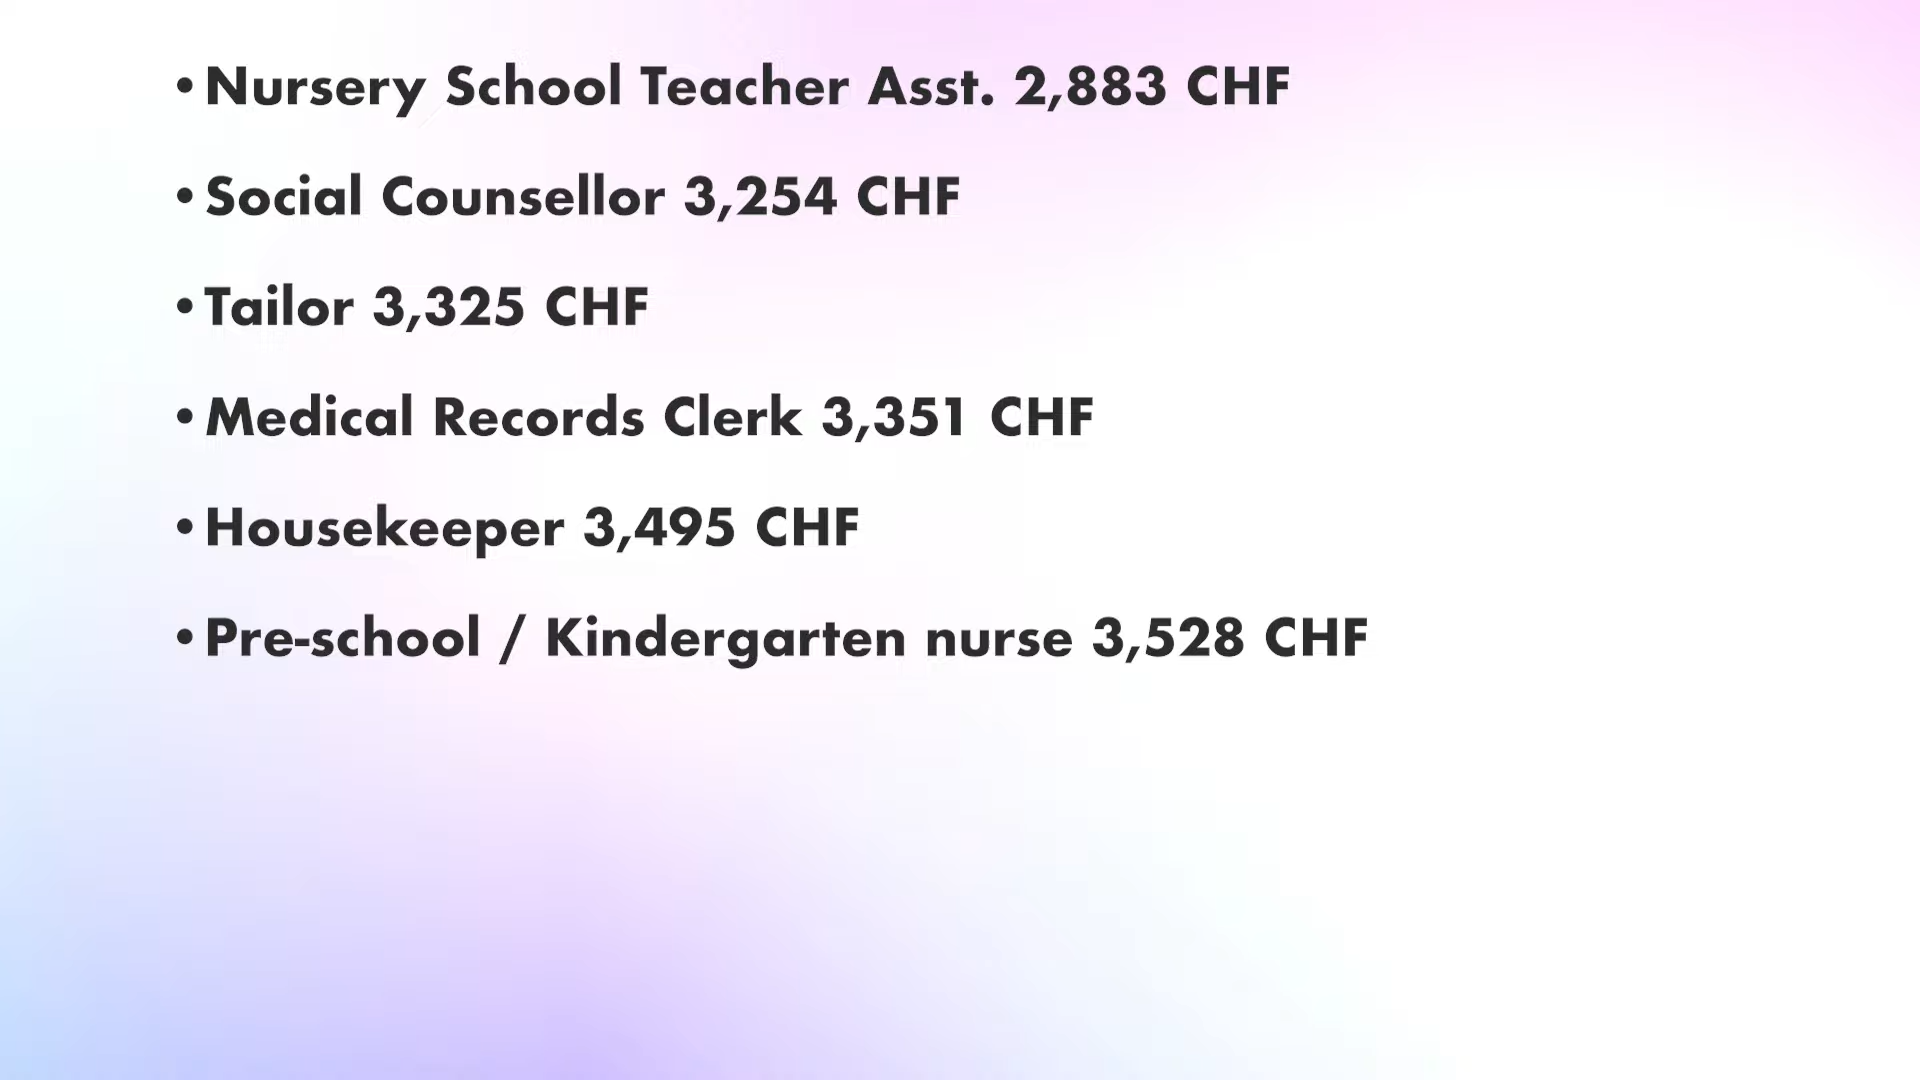 • Nursery School Teacher Asst. 2,883 CHF
• Social Counsellor 3,254 CHF
• Tailor 3,325 CHF
• Medical Records Clerk 3,351 CHF
• Housekeeper 3,495 CHF
• Pre-school / Kindergarten nurse 3,528 CHF